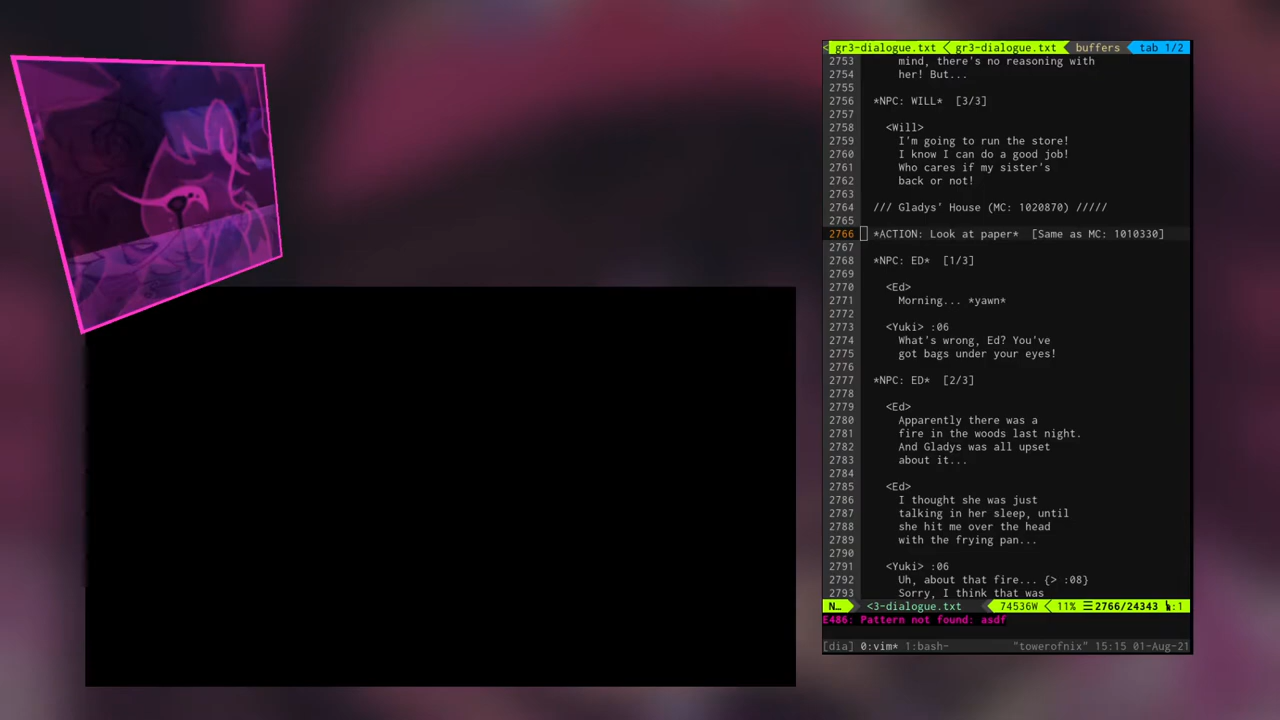 < gr3-dialogue.txt < gr3-dialogue.txt buffers tab 1/2
2753 mind, there's no reasoning with
2754 her! But...
2755
2756 *NPC: WILL* [3/3]
2757
2758 <Will>
2759 I'm going to run the store!
2760 I know I can do a good job!
2761 Who cares if my sister's
2762 back or not!
2763
2764 /// Gladys' House (MC: 1020870) /////
2765
2766 *ACTION: Look at paper* [Same as MC: 1010330]
2767
2768 *NPC: ED* [1/3]
2769
2770 <Ed>
2771 Morning... *yawn*
2772
2773 <Yuki> :06
2774 What's wrong, Ed? You've
2775 got bags under your eyes!
2776
2777 *NPC: ED* [2/3]
2778
2779 <Ed>
2780 Apparently there was a
2781 fire in the woods last night.
2782 And Gladys was all upset
2783 about it...
2784
2785 <Ed>
2786 I thought she was just
2787 talking in her sleep, until
2788 she hit me over the head
2789 with the frying pan...
2790
2791 <Yuki> :06
2792 Uh, about that fire... {> :08}
2793 Sorry, I think that was
N… <3-dialogue.txt 74536W < 11% ☰2766/24343 :1
E486: Pattern not found: asdf
[dia] 0:vim* 1:bash- "towerofnix" 15:15 01-Aug-21